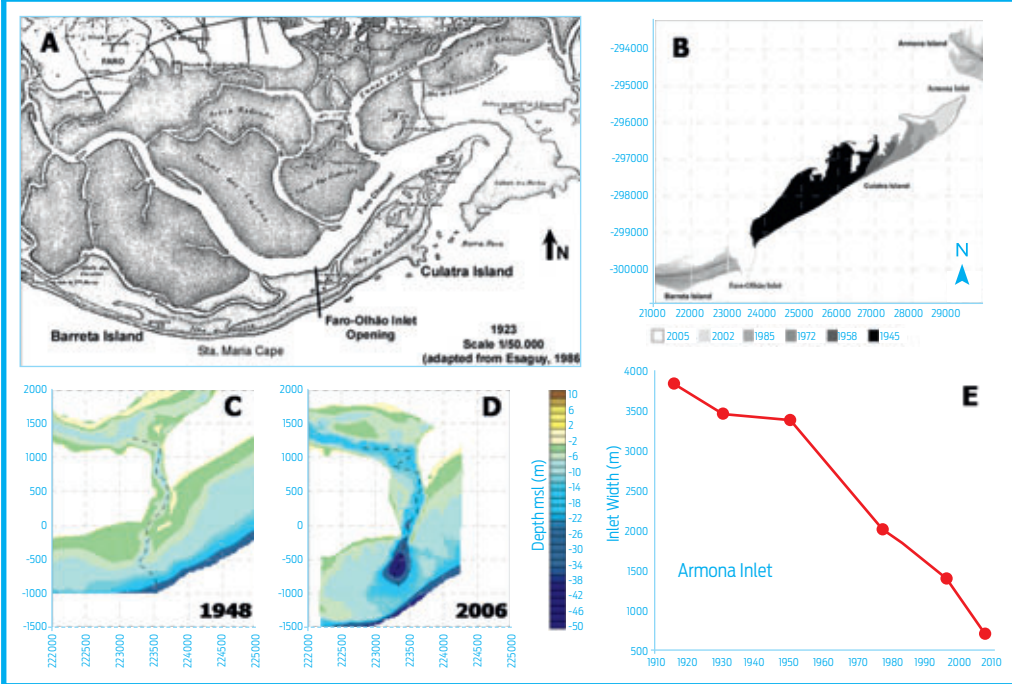 A
FARO
Faro Channel
N
Culatra Island
Faro-Olhão Inlet
Opening
Barreta Island
Sta. Maria Cape
1923
Scale 1/50.000
(adapted from Esaguy, 1986
B
-294000
-295000
-296000
-297000
-298000
-299000
-300000
Armona Island
Armona Inlet
Culatra Island
Faro-Olhão Inlet
Barreta Island
N
21000 22000 23000 24000 25000 26000 27000 28000 29000
2005 2002 1985 1972 1958 1945
C
2000
1500
1000
500
0
-500
-1000
-1500
1948
222000 222500 223000 223500 224000 224500 225000
D
2000
1500
1000
500
0
-500
-1000
-1500
2006
222000 222500 223000 223500 224000 224500 225000
Depth msl (m)
10
6
2
-2
-6
-10
-14
-18
-22
-26
-30
-34
-38
-42
-46
-50
E
Inlet Width (m)
4000
3500
3000
2500
2000
1500
1000
500
Armona Inlet
1910 1920 1930 1940 1950 1960 1970 1980 1990 2000 2010